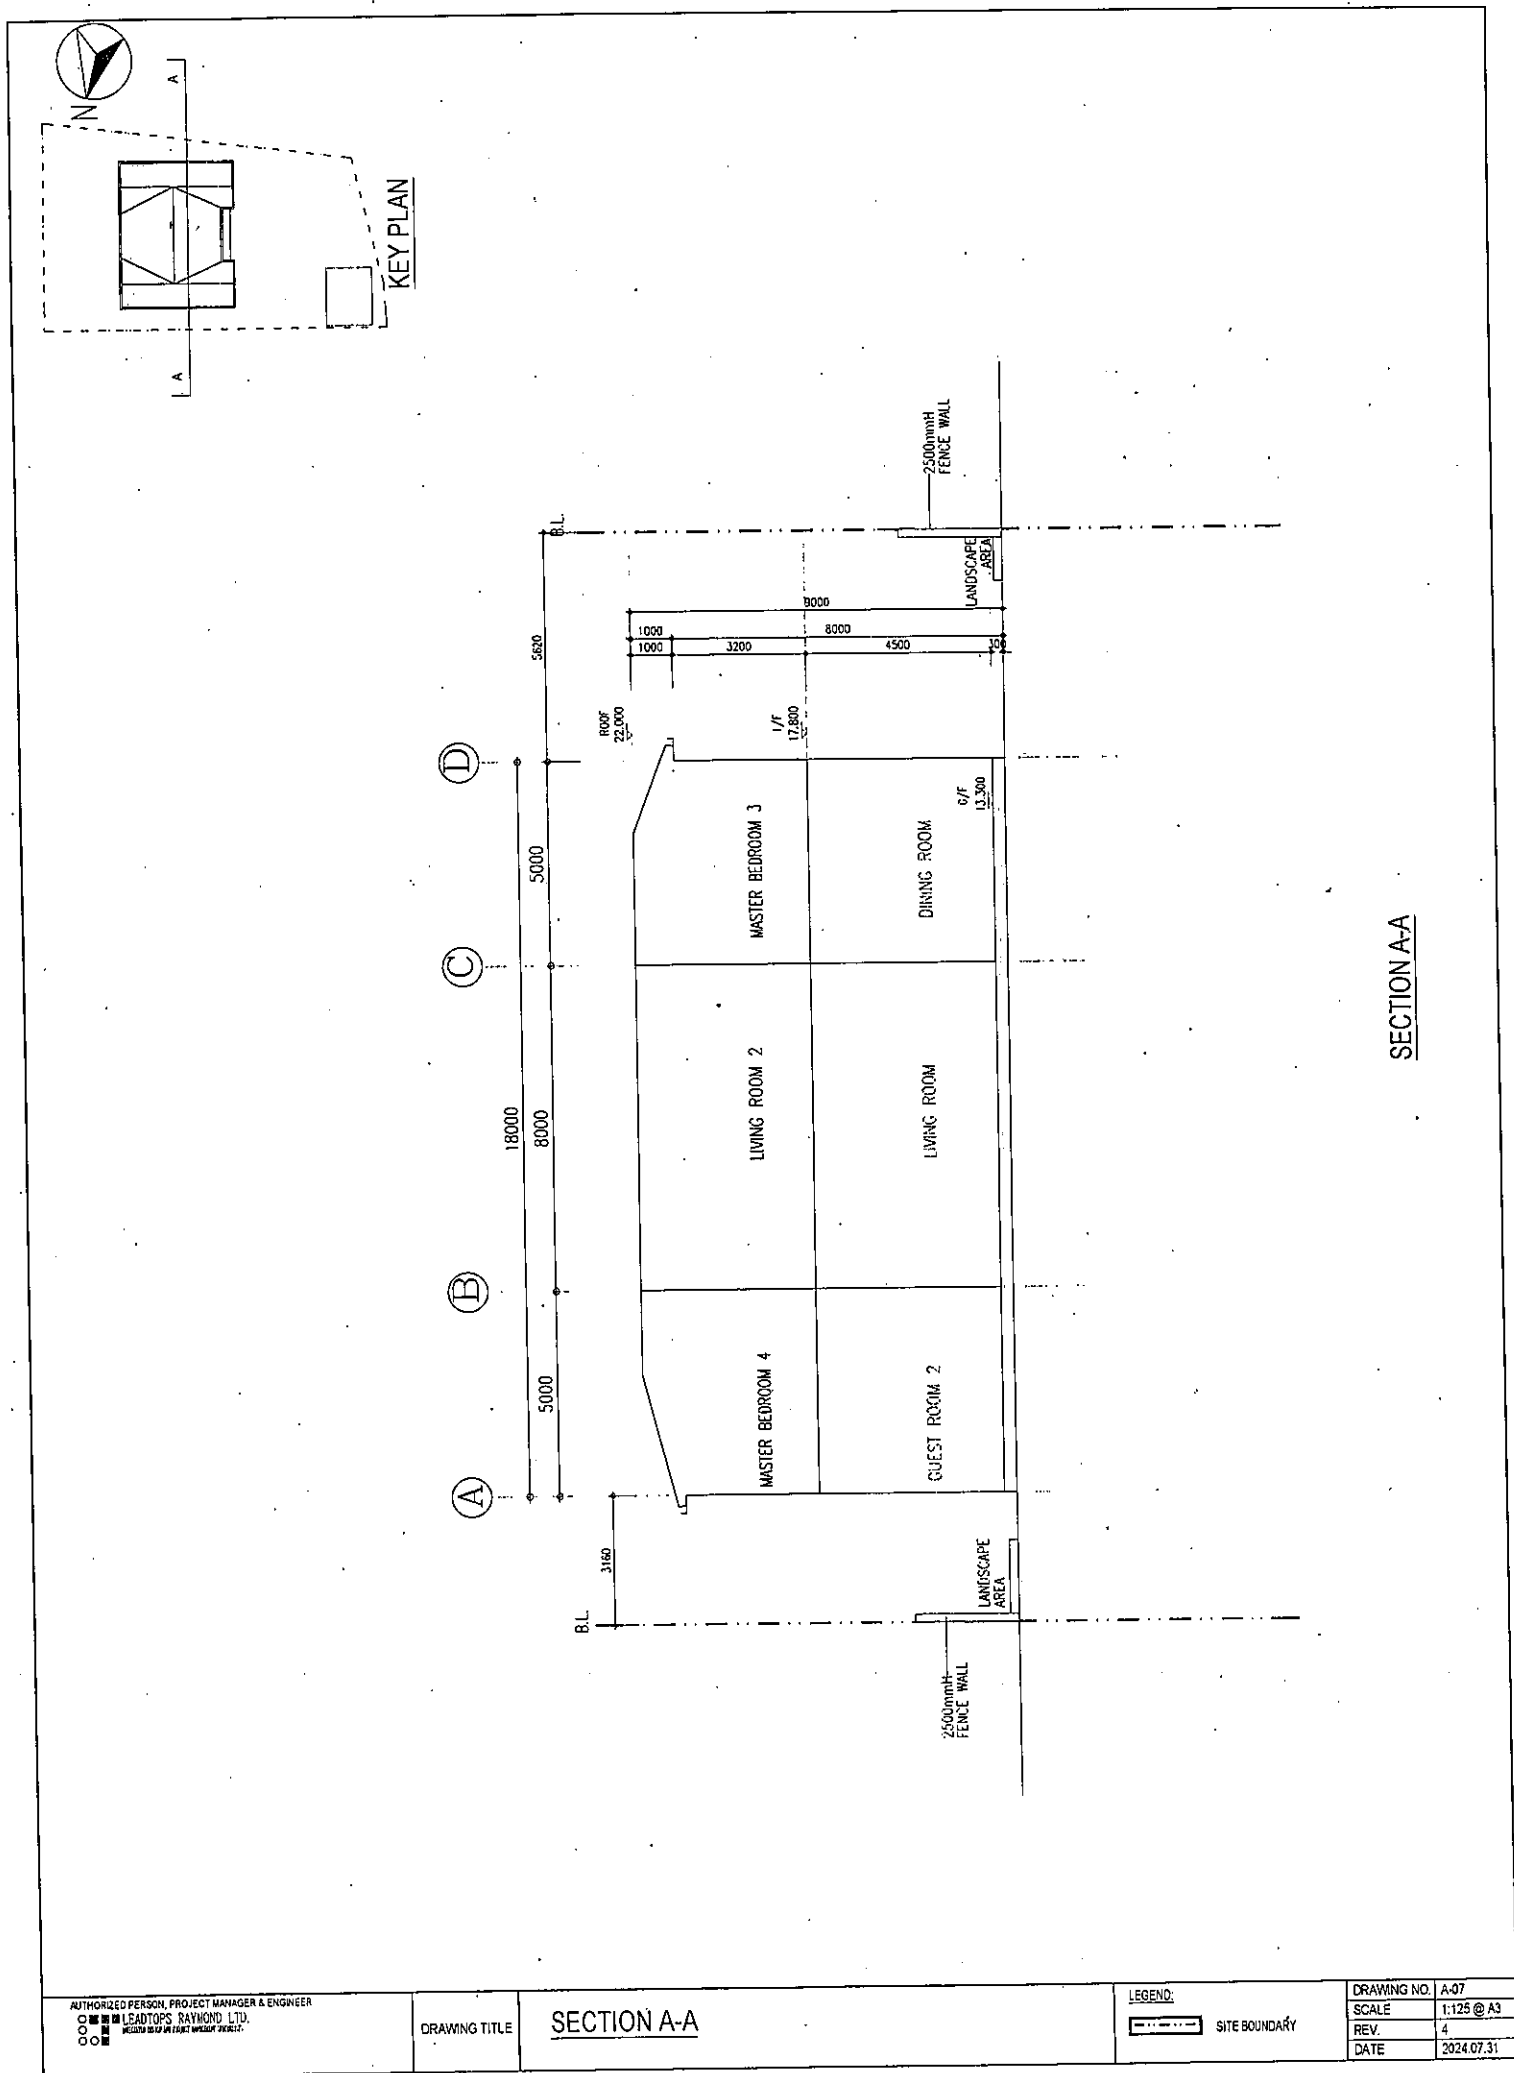 N
A
A
KEY PLAN
B.L.
2500mmH
FENCE WALL
LANDSCAPE
AREA
5620
9000
1000
8000
1000
3200
4500
300
ROOF
22.000
1/F
17.800
G/F
13.300
D
C
B
A
18000
5000
8000
5000
MASTER BEDROOM 3
DINING ROOM
LIVING ROOM 2
LIVING ROOM
MASTER BEDROOM 4
GUEST ROOM 2
3160
B.L.
LANDSCAPE
AREA
2500mmH
FENCE WALL
SECTION A-A
AUTHORIZED PERSON, PROJECT MANAGER & ENGINEER
LEADTOPS RAYMOND LTD.
DRAWING TITLE
SECTION A-A
LEGEND:
SITE BOUNDARY
DRAWING NO. A-07
SCALE 1:125 @ A3
REV. 4
DATE 2024.07.31